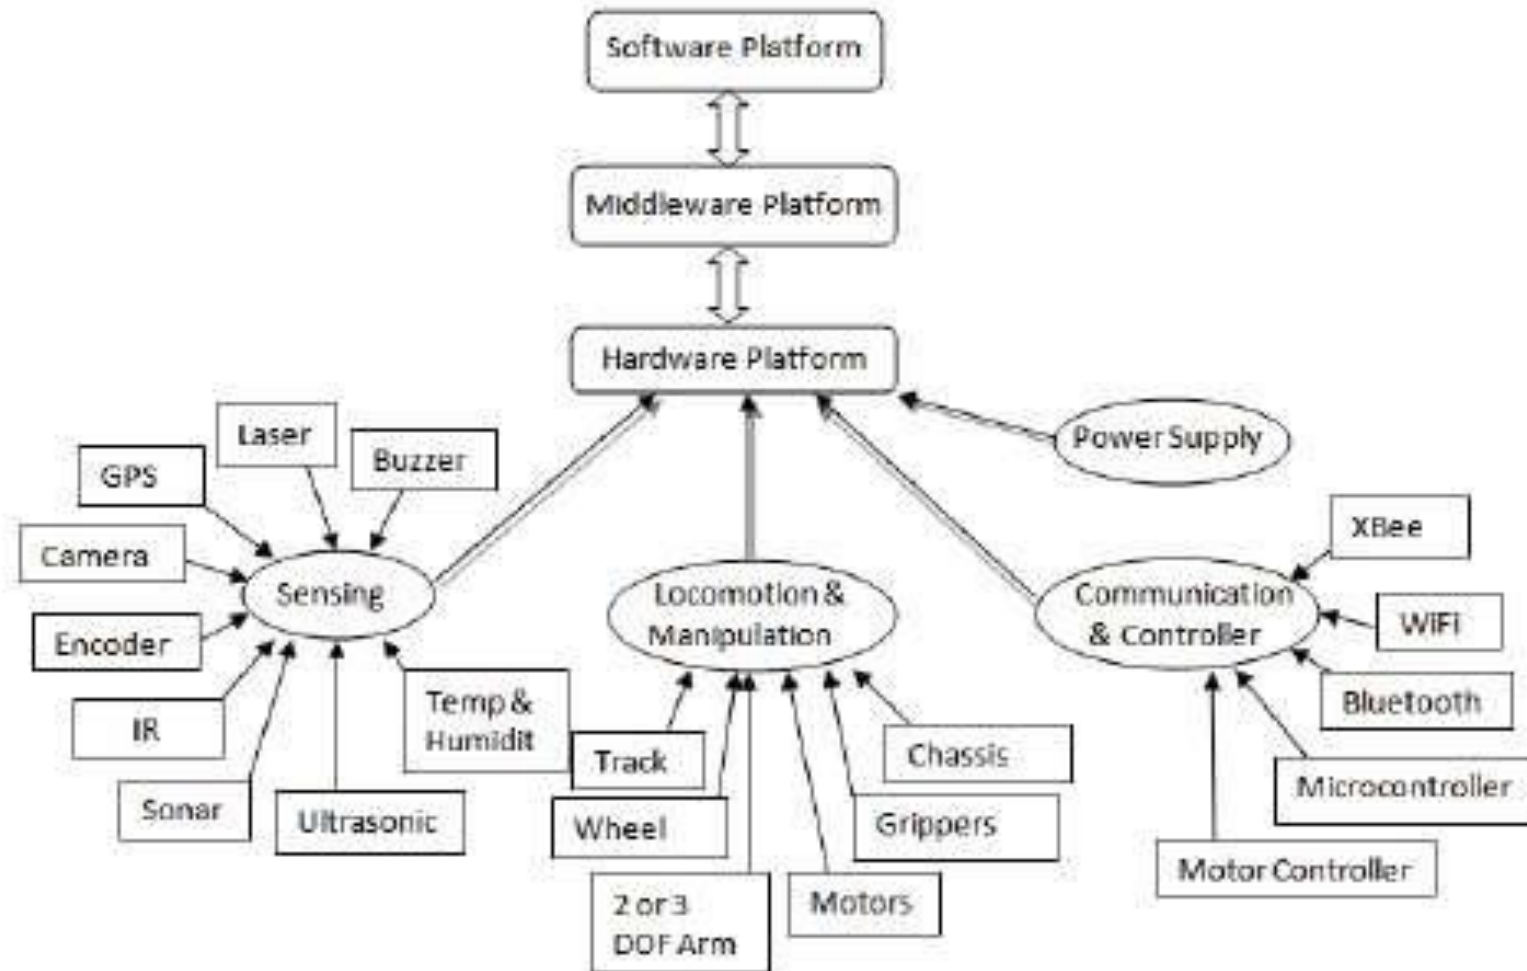 Software Platform
Middleware Platform
Hardware Platform
Laser
Buzzer
GPS
Power Supply
Camera
XBee
Sensing
Locomotion &
Manipulation
Communication
& Controller
WiFi
Encoder
Bluetooth
IR
Temp &
Humidit
Track
Chassis
Microcontroller
Sonar
Ultrasonic
Wheel
Grippers
Motor Controller
2 or 3
DOF Arm
Motors